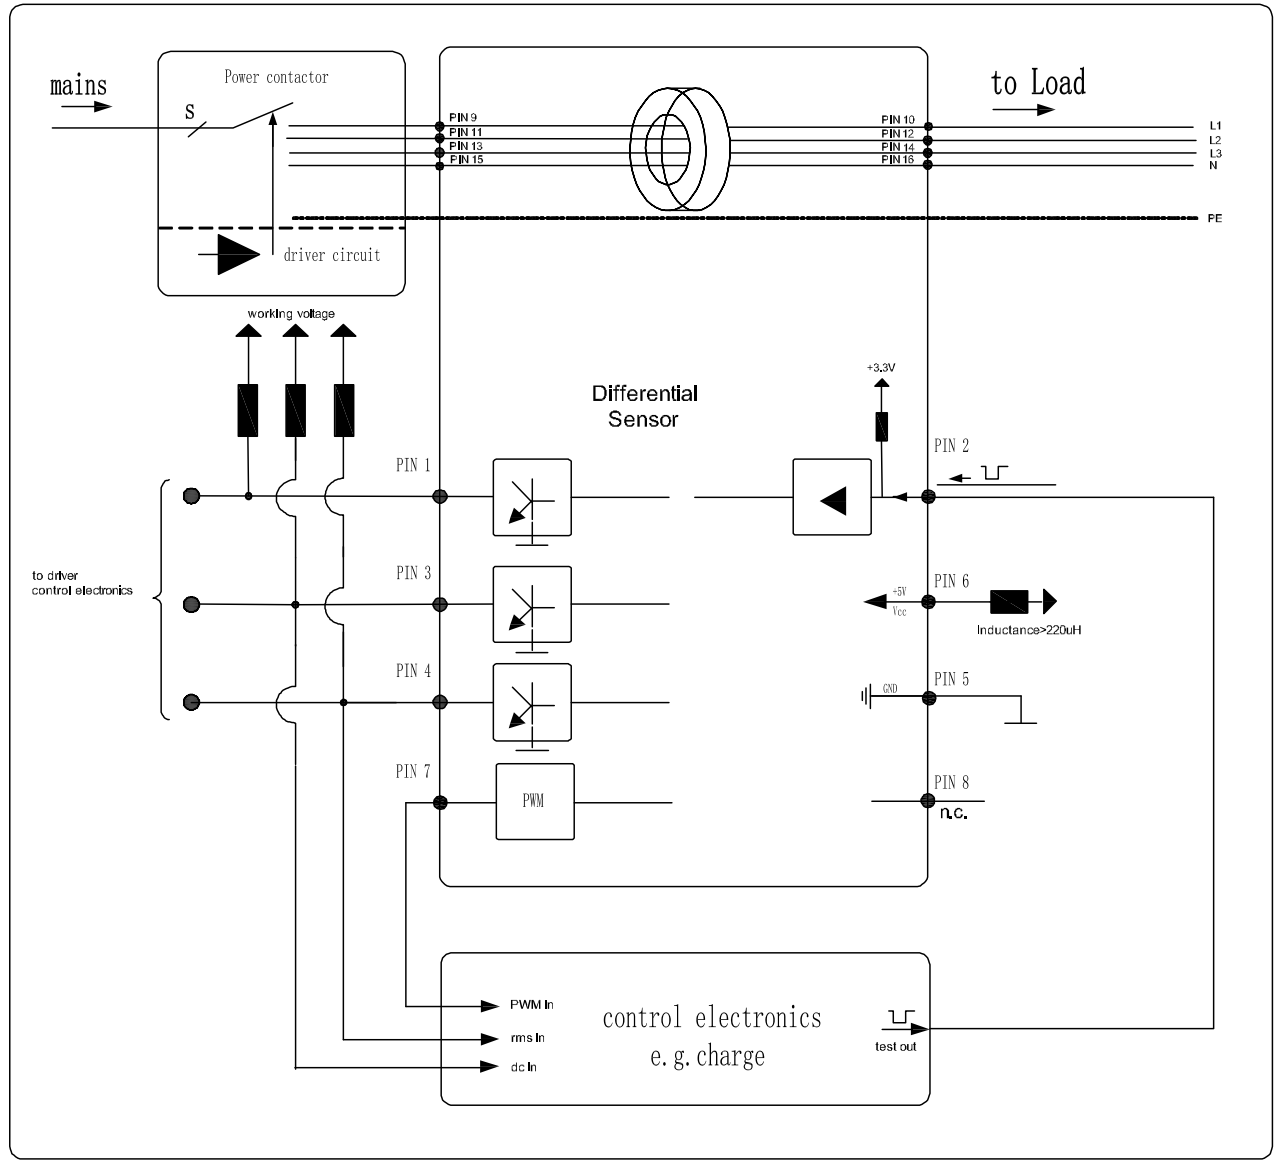 mains
Power contactor
to Load
S
PIN 9
PIN 11
PIN 13
PIN 15
PIN 10
PIN 12
PIN 14
PIN 16
L1
L2
L3
N
PE
driver circuit
working voltage
Differential
Sensor
+3.3V
PIN 1
PIN 2
PIN 3
PIN 6
+5V
Vcc
Inductance>220uH
to driver
control electronics
PIN 4
PIN 5
GND
PIN 7
PWM
PIN 8
n.c.
PWM In
rms In
dc In
control electronics
e.g.charge
test out